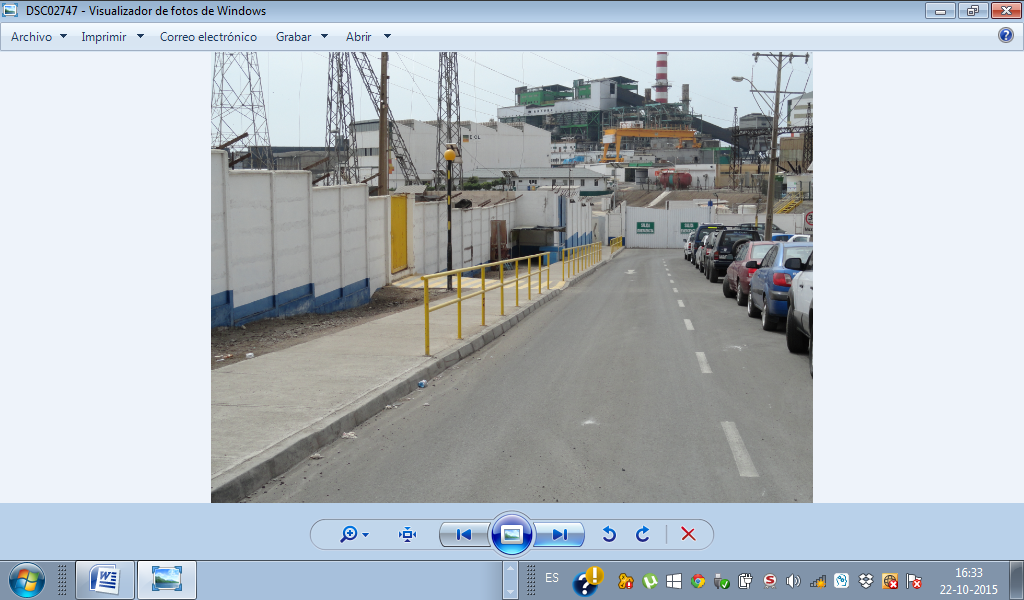 DSC02747 - Visualizador de fotos de Windows
Archivo Imprimir Correo electrónico Grabar Abrir
ES
16:33
22-10-2015